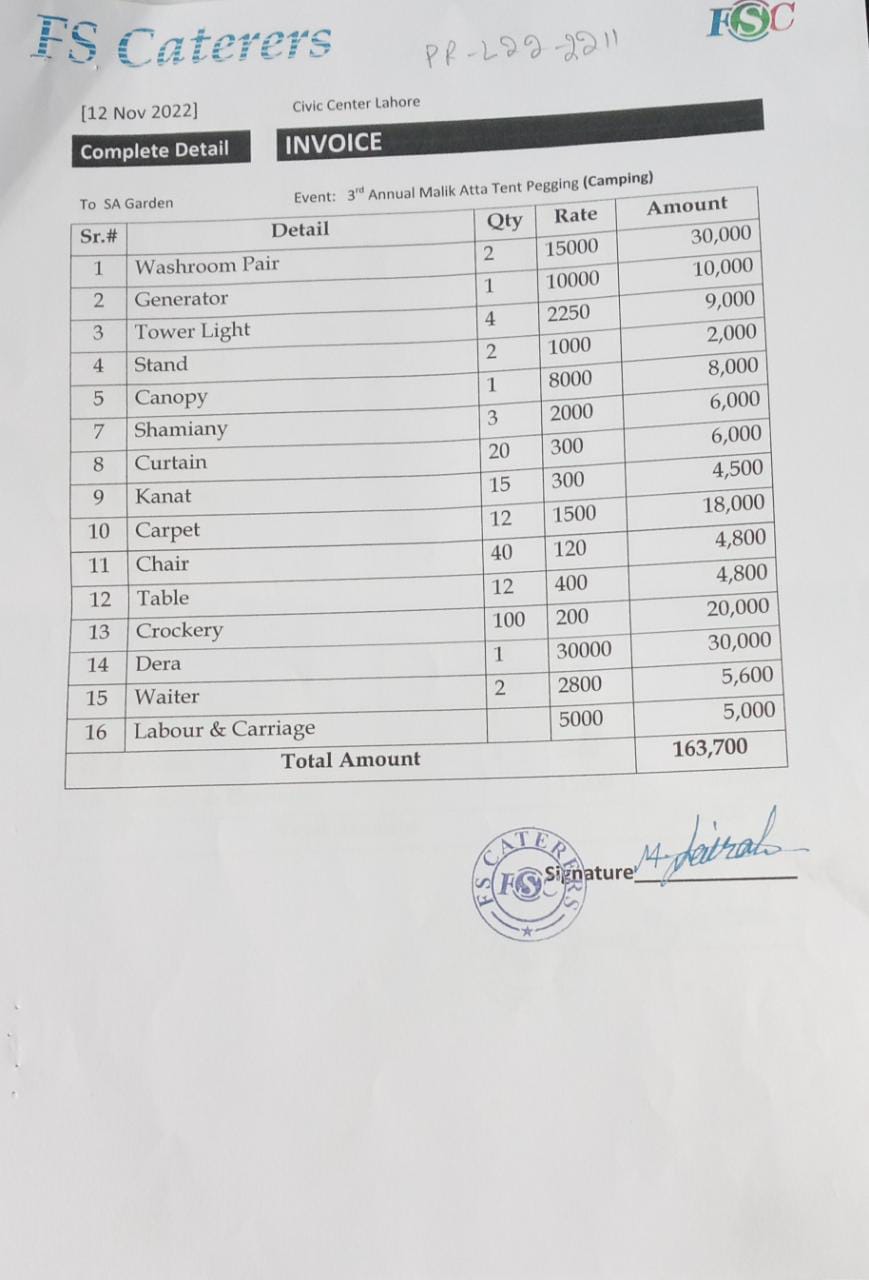 FS Caterers
FSC
PR-L22-2211
[12 Nov 2022] Civic Center Lahore
Complete Detail INVOICE
To SA Garden Event: 3rd Annual Malik Atta Tent Pegging (Camping)
Sr.# Detail Qty Rate Amount
1 Washroom Pair 2 15000 30,000
2 Generator 1 10000 10,000
3 Tower Light 4 2250 9,000
4 Stand 2 1000 2,000
5 Canopy 1 8000 8,000
7 Shamiany 3 2000 6,000
8 Curtain 20 300 6,000
9 Kanat 15 300 4,500
10 Carpet 12 1500 18,000
11 Chair 40 120 4,800
12 Table 12 400 4,800
13 Crockery 100 200 20,000
14 Dera 1 30000 30,000
15 Waiter 2 2800 5,600
16 Labour & Carriage 5000 5,000
Total Amount 163,700
FS CATERERS
FSC
Signature M.